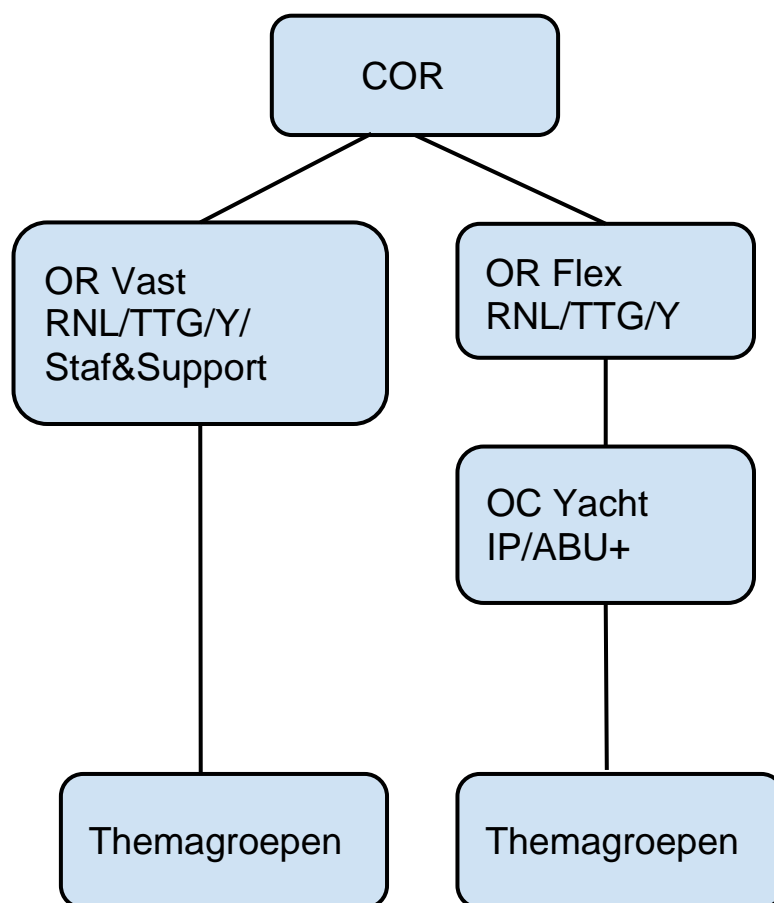 COR
OR Vast
RNL/TTG/Y/
Staf&Support
OR Flex
RNL/TTG/Y
OC Yacht
IP/ABU+
Themagroepen
Themagroepen